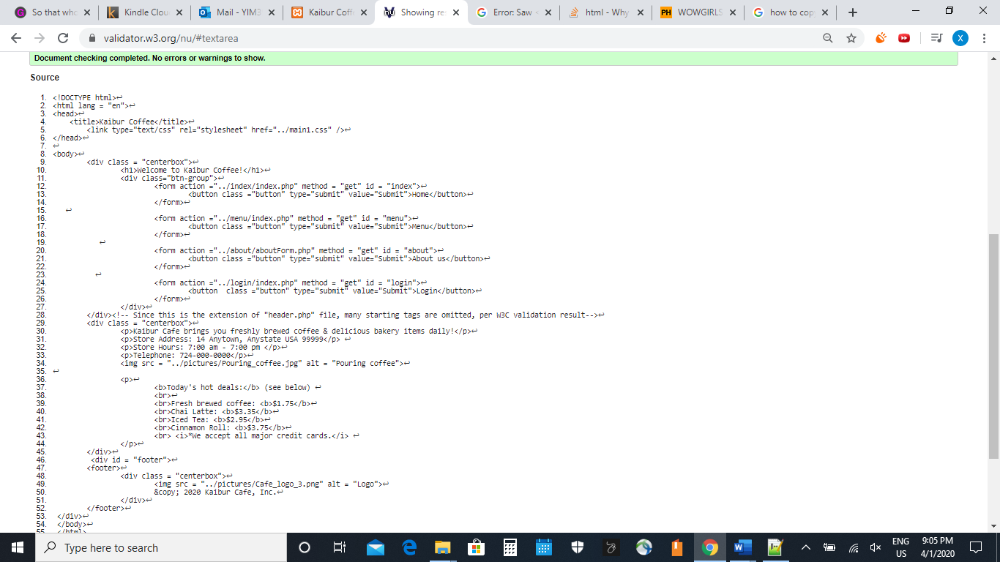 So that who
Kindle Clou
Mail - YIM3
Kaibur Coff
Showing re
Error: Saw <
html - Why
PH WOWGIRLS
how to cop
validator.w3.org/nu/#textarea
X
Document checking completed. No errors or warnings to show.
Source
1. <!DOCTYPE html>↩
2. <html lang = "en">↩
3. <head>↩
4. <title>Kaibur Coffee</title>↩
5. <link type="text/css" rel="stylesheet" href="../main1.css" />↩
6. </head>↩
7. ↩
8. <body>↩
9. <div class = "centerbox">↩
10. <h1>Welcome to Kaibur Coffee!</h1>↩
11. <div class="btn-group">↩
12. <form action ="../index/index.php" method = "get" id = "index">↩
13. <button class ="button" type="submit" value="Submit">Home</button>↩
14. </form>↩
15. ↩
16. <form action ="../menu/index.php" method = "get" id = "menu">↩
17. <button class ="button" type="submit" value="Submit">Menu</button>↩
18. </form>↩
19. ↩
20. <form action ="../about/aboutForm.php" method = "get" id = "about">↩
21. <button class ="button" type="submit" value="Submit">About us</button>↩
22. </form>↩
23. ↩
24. <form action ="../login/index.php" method = "get" id = "login">↩
25. <button  class ="button" type="submit" value="Submit">Login</button>↩
26. </form>↩
27. </div>↩
28. </div><!-- Since this is the extension of "header.php" file, many starting tags are omitted, per W3C validation result-->↩
29. <div class = "centerbox">↩
30. <p>Kaibur Cafe brings you freshly brewed coffee & delicious bakery items daily!</p>↩
31. <p>Store Address: 14 Anytown, Anystate USA 99999</p> ↩
32. <p>Store Hours: 7:00 am - 7:00 pm </p>↩
33. <p>Telephone: 724-000-0000</p>↩
34. <img src = "../pictures/Pouring_coffee.jpg" alt = "Pouring coffee">↩
35. ↩
36. <p>↩
37. <b>Today's hot deals:</b> (see below) ↩
38. <br>↩
39. <br>Fresh brewed coffee: <b>$1.75</b>↩
40. <br>Chai Latte: <b>$3.35</b>↩
41. <br>Iced Tea: <b>$2.95</b>↩
42. <br>Cinnamon Roll: <b>$3.75</b>↩
43. <br> <i>*We accept all major credit cards.</i> ↩
44. </p>↩
45. </div>↩
46. <div id = "footer">↩
47. <footer>↩
48. <div class = "centerbox">↩
49. <img src = "../pictures/Cafe_logo_3.png" alt = "Logo">↩
50. &copy; 2020 Kaibur Cafe, Inc.↩
51. </div>↩
52. </footer>↩
53. </div>↩
54. </body>↩
55. </html>
Type here to search
ENG
US
9:05 PM
4/1/2020